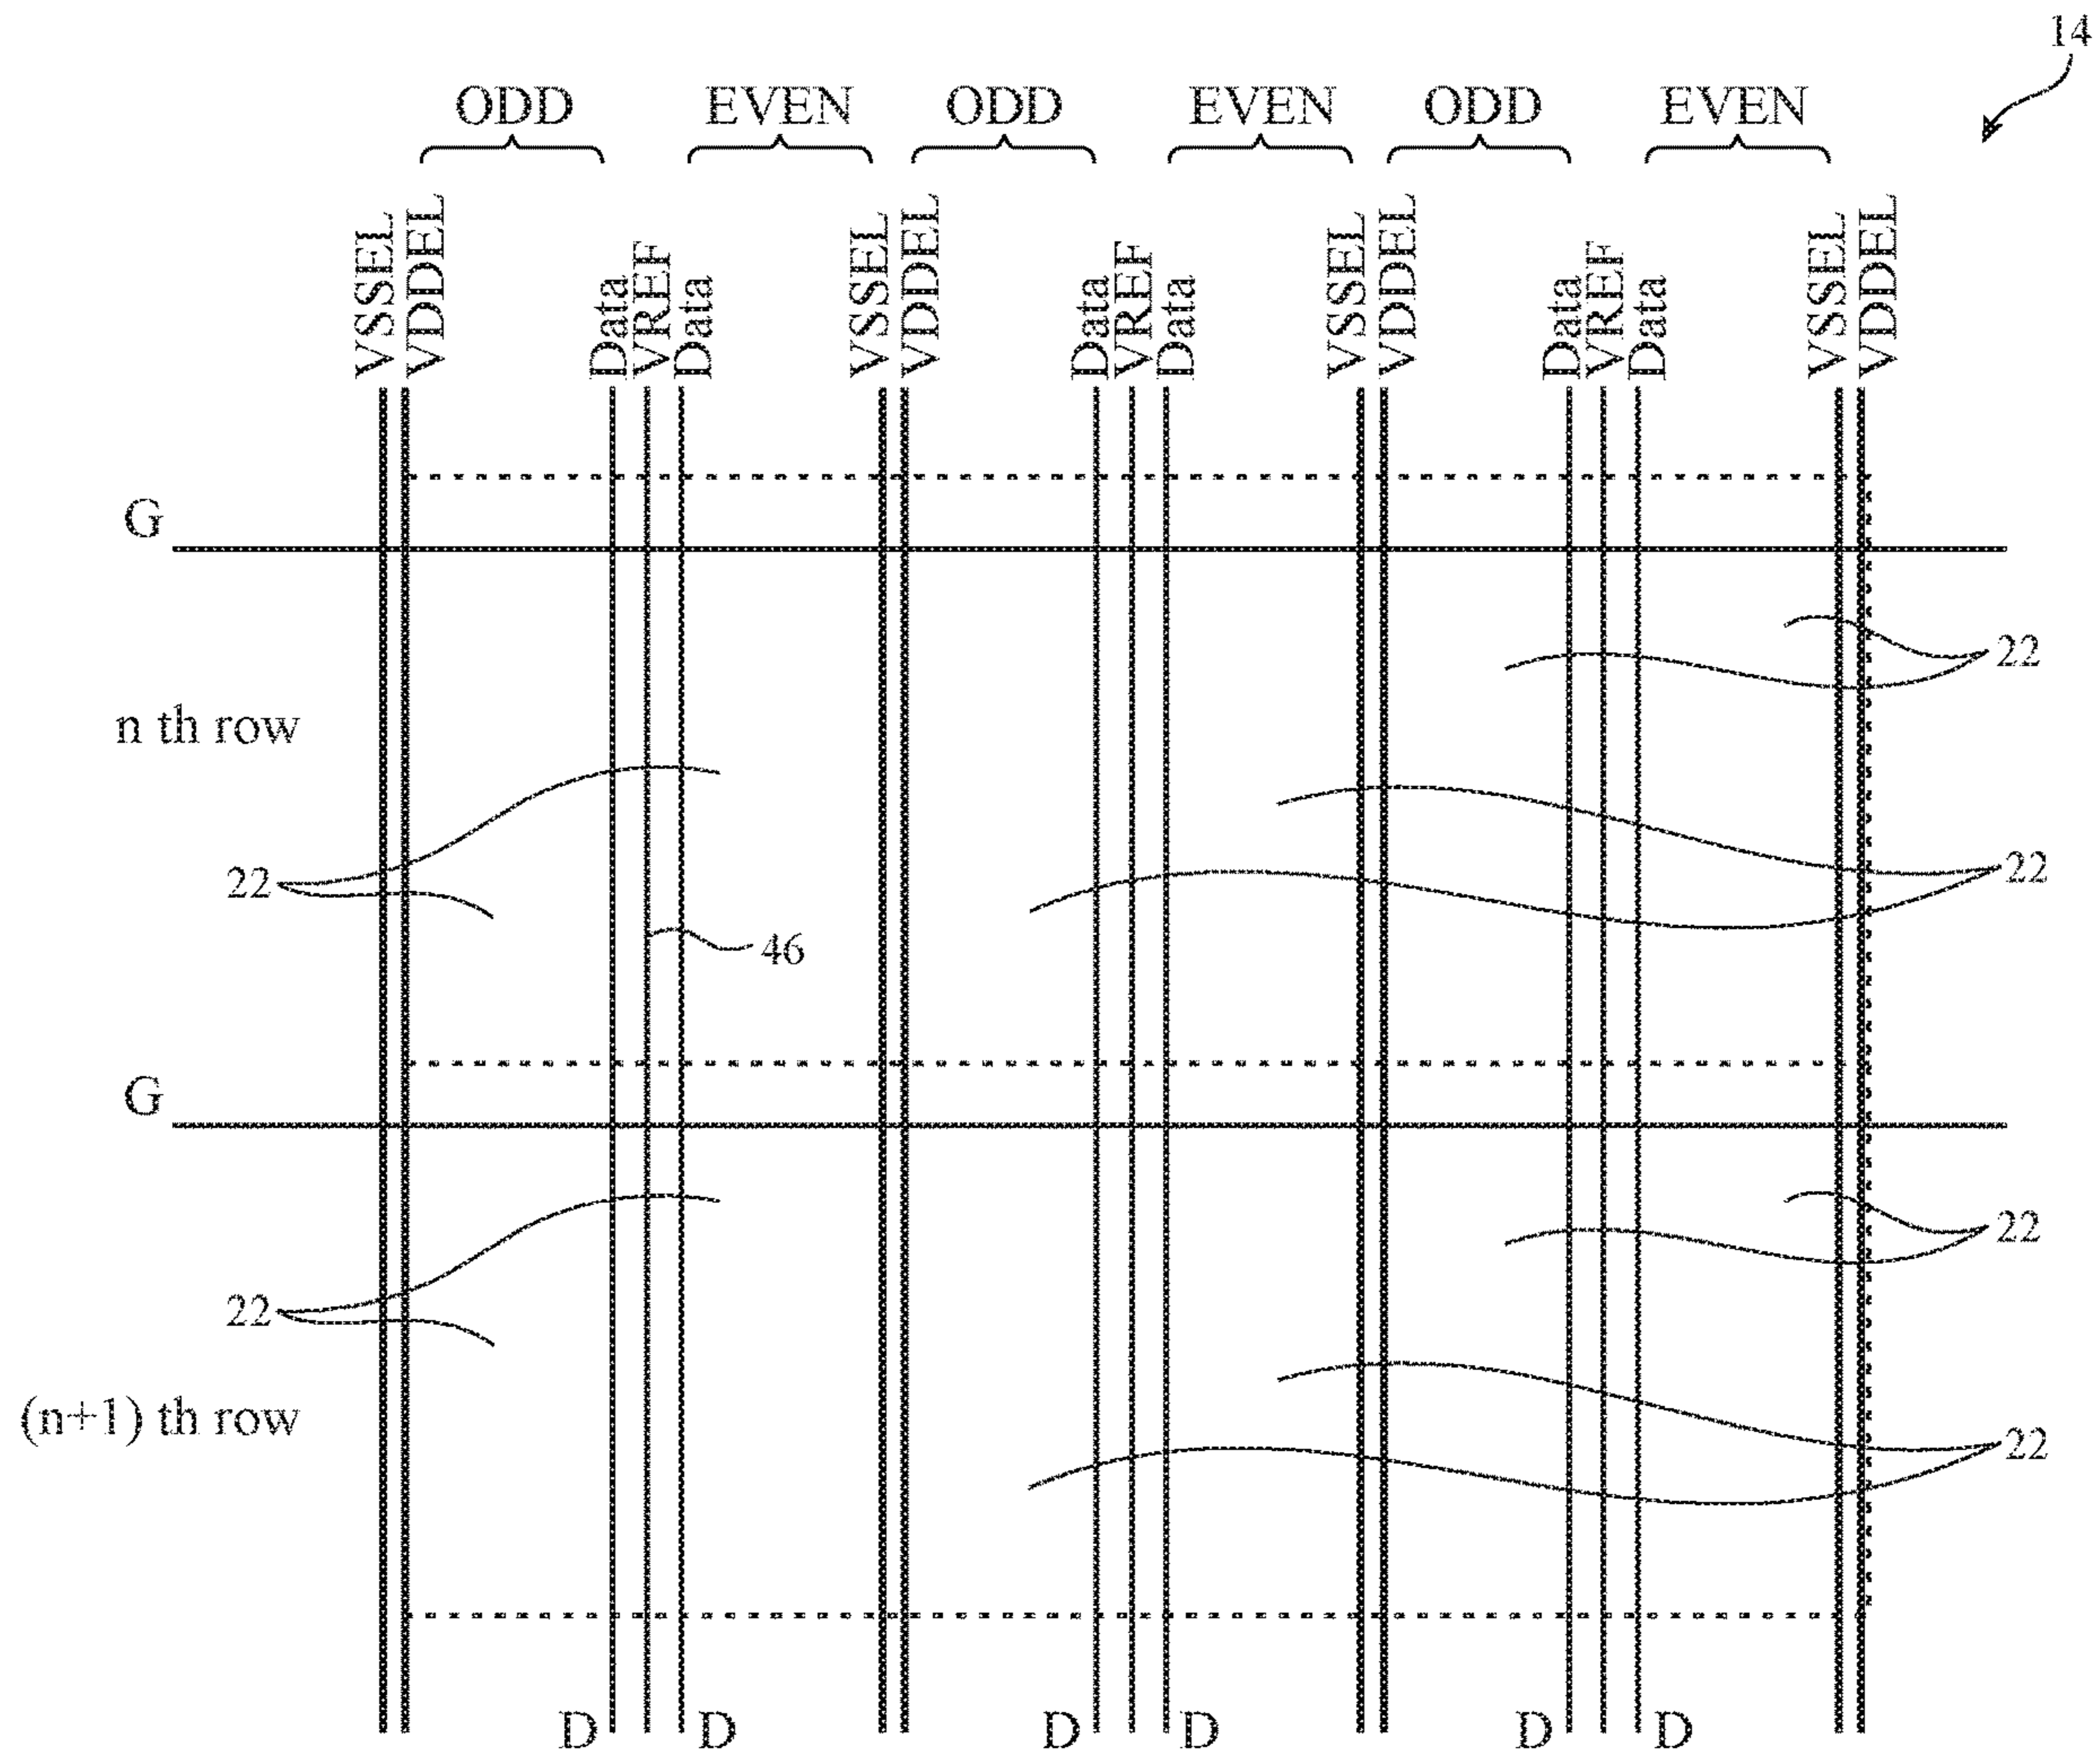 14
ODD EVEN ODD EVEN ODD EVEN
VSSEL VDDEL Data VREF Data VSSEL VDDEL Data VREF Data VSSEL VDDEL Data VREF Data VSSEL VDDEL
G
22
n th row
22
22
46
G
22
22
(n+1) th row
22
D D D D D D